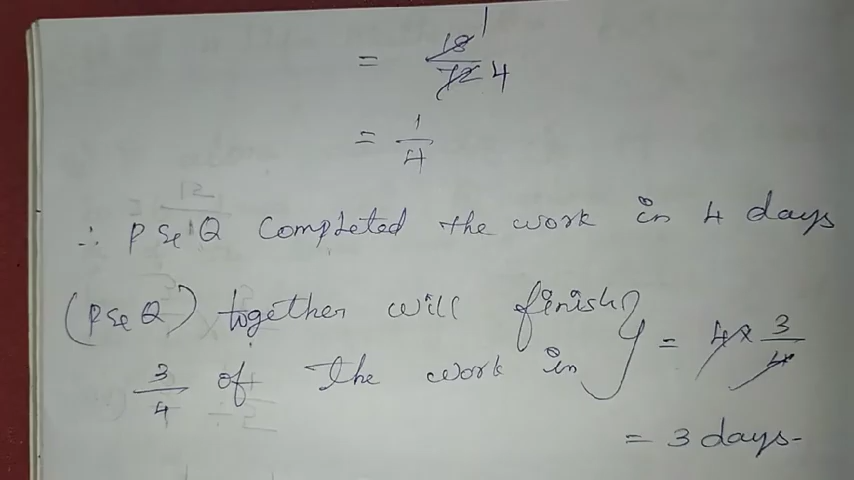 = 18/72 1 4
= 1/4
∴ P & Q completed the work in 4 days
(P & Q) together will finish
3/4 of the work in } = 4 × 3/4
= 3 days-